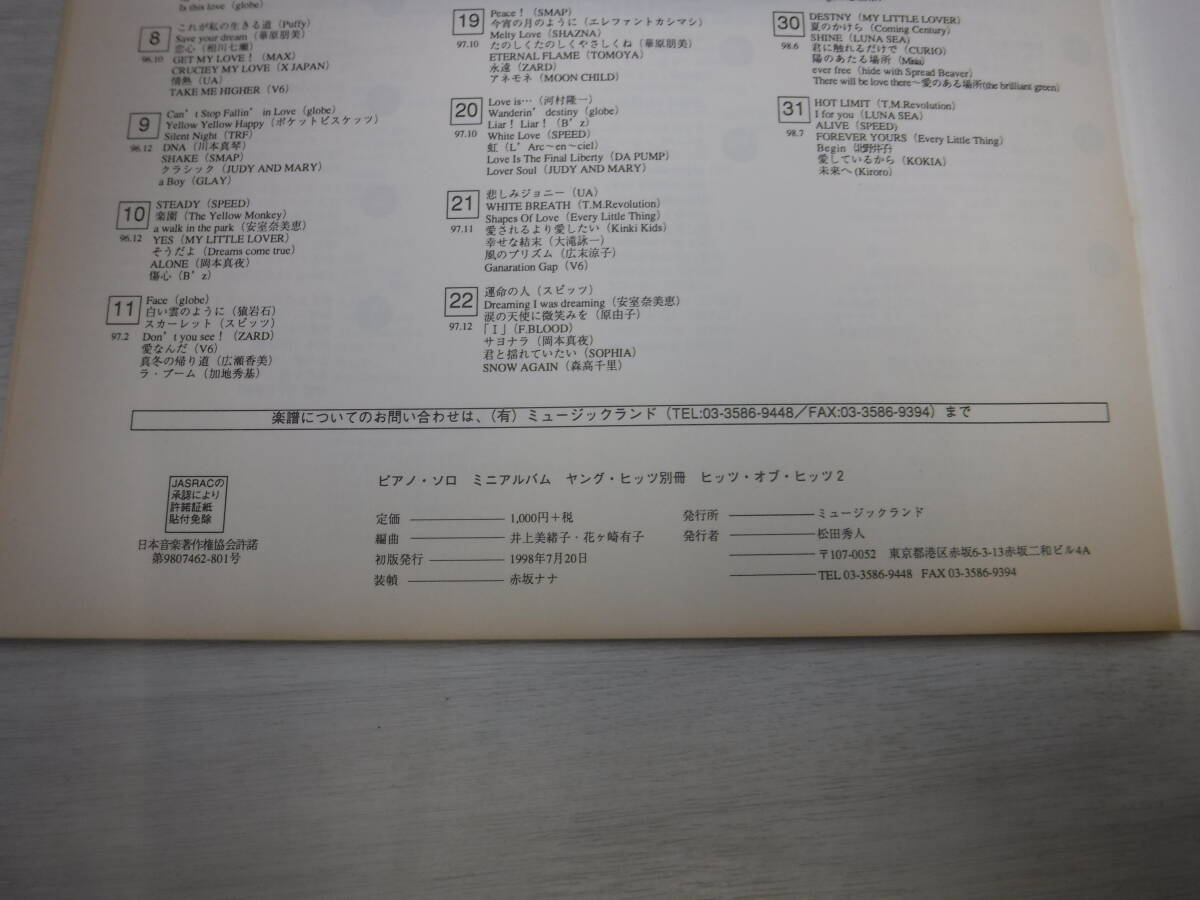 Is this love (globe)
8
これが私の生きる道 (Puffy)
Save your dream (華原朋美)
恋心 (相川七瀬)
96.10 GET MY LOVE! (MAX)
CRUCIEY MY LOVE (X JAPAN)
情熱 (UA)
TAKE ME HIGHER (V6)
9
Can't Stop Fallin' in Love (globe)
Yellow Yellow Happy (ポケットビスケッツ)
Silent Night (TRF)
96.12 DNA (川本真琴)
SHAKE (SMAP)
クラシック (JUDY AND MARY)
a Boy (GLAY)
10
STEADY (SPEED)
楽園 (The Yellow Monkey)
a walk in the park (安室奈美恵)
96.12 YES (MY LITTLE LOVER)
そうだよ (Dreams come true)
ALONE (岡本真夜)
傷心 (B'z)
11
Face (globe)
白い雲のように (猿岩石)
スカーレット (スピッツ)
97.2 Don't you see! (ZARD)
愛なんだ (V6)
真冬の帰り道 (広瀬香美)
ラ・ブーム (加地秀基)
19
Peace! (SMAP)
今宵の月のように (エレファントカシマシ)
Melty Love (SHAZNA)
97.10 たのしくたのしくやさしくね (華原朋美)
ETERNAL FLAME (TOMOYA)
永遠 (ZARD)
アネモネ (MOON CHILD)
20
Love is… (河村隆一)
Wanderin' destiny (globe)
Liar! Liar! (B'z)
97.10 White Love (SPEED)
虹 (L'Arc～en～ciel)
Love Is The Final Liberty (DA PUMP)
Lover Soul (JUDY AND MARY)
21
悲しみジョニー (UA)
WHITE BREATH (T.M.Revolution)
Shapes Of Love (Every Little Thing)
97.11 愛されるより愛したい (Kinki Kids)
幸せな結末 (大滝詠一)
風のプリズム (広末涼子)
Ganaration Gap (V6)
22
運命の人 (スピッツ)
Dreaming I was dreaming (安室奈美恵)
涙の天使に微笑みを (原由子)
97.12 「I」(F.BLOOD)
サヨナラ (岡本真夜)
君と揺れていたい (SOPHIA)
SNOW AGAIN (森高千里)
30
DESTNY (MY LITTLE LOVER)
夏のかけら (Coming Century)
SHINE (LUNA SEA)
98.6 君に触れるだけで (CURIO)
陽のあたる場所 (Misia)
ever free (hide with Spread Beaver)
There will be love there～愛のある場所(the brilliant green)
31
HOT LIMIT (T.M.Revolution)
I for you (LUNA SEA)
ALIVE (SPEED)
98.7 FOREVER YOURS (Every Little Thing)
Begin
愛しているから (KOKIA)
未来へ (Kiroro)
楽譜についてのお問い合わせは、(有) ミュージックランド (TEL:03-3586-9448／FAX:03-3586-9394) まで
JASRACの
承認により
許諾証紙
貼付免除
日本音楽著作権協会許諾
第9807462-801号
ピアノ・ソロ ミニアルバム ヤング・ヒッツ別冊 ヒッツ・オブ・ヒッツ2
定価 ———— 1,000円＋税
編曲 ———— 井上美緒子・花ヶ崎有子
初版発行 ———— 1998年7月20日
装幀 ———— 赤坂ナナ
発行所 ———— ミュージックランド
発行者 ———— 松田秀人
———— 〒107-0052 東京都港区赤坂6-3-13赤坂二和ビル4A
———— TEL 03-3586-9448 FAX 03-3586-9394